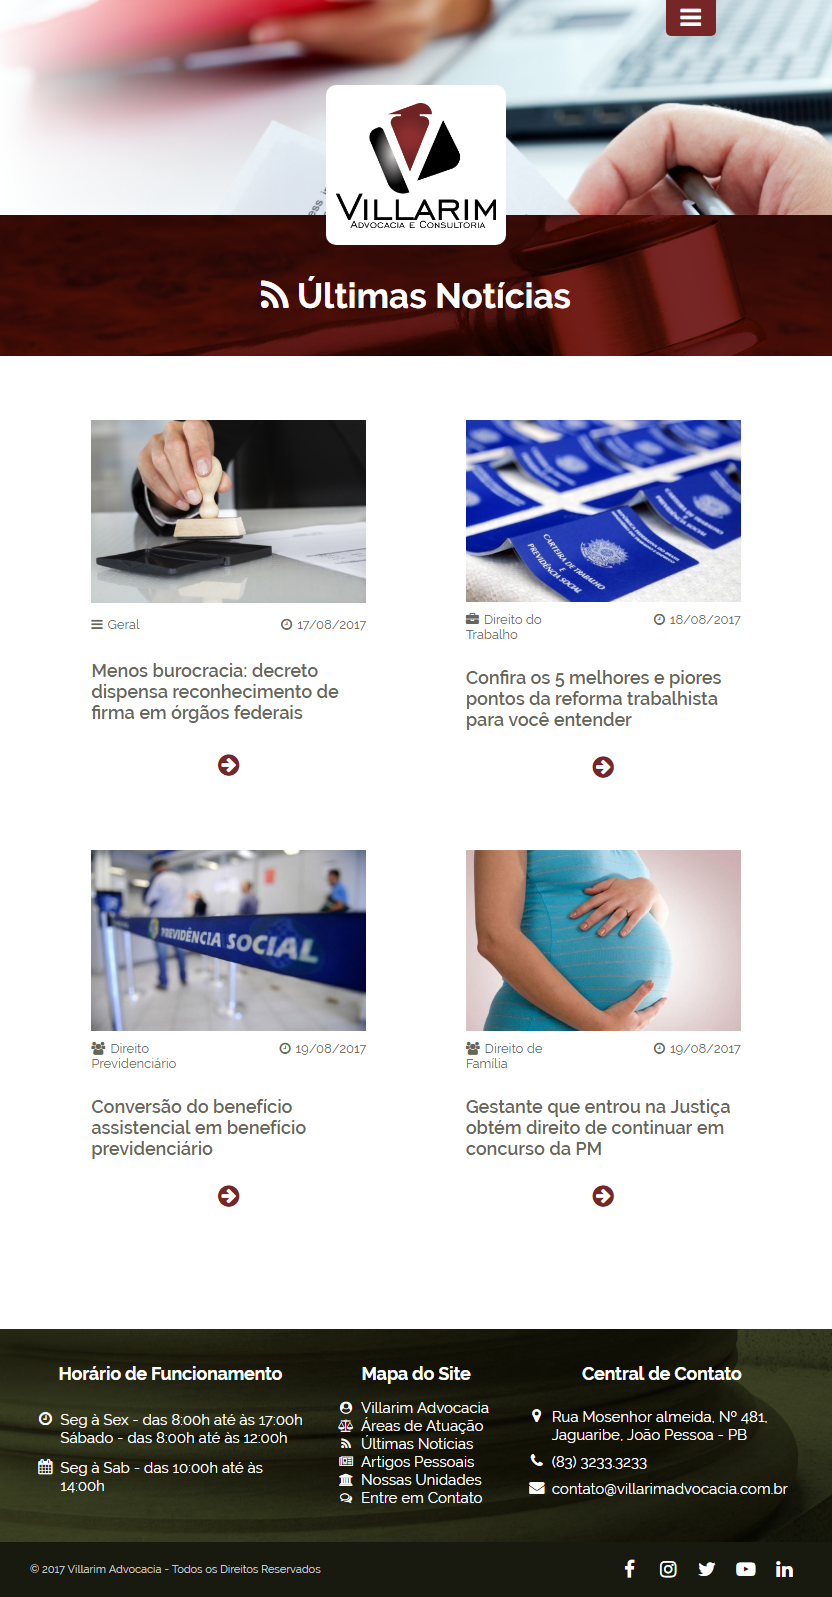 VILLARIM
ADVOCACIA E CONSULTORIA
Últimas Notícias
Geral
17/08/2017
Menos burocracia: decreto
dispensa reconhecimento de
firma em órgãos federais
CARTEIRA DE TRABALHO
E
PREVIDÊNCIA SOCIAL
Direito do
Trabalho
18/08/2017
Confira os 5 melhores e piores
pontos da reforma trabalhista
para você entender
PREVIDÊNCIA SOCIAL
Direito
Previdenciário
19/08/2017
Conversão do benefício
assistencial em benefício
previdenciário
Direito de
Família
19/08/2017
Gestante que entrou na Justiça
obtém direito de continuar em
concurso da PM
Horário de Funcionamento
Seg à Sex - das 8:00h até às 17:00h
Sábado - das 8:00h até às 12:00h
Seg à Sab - das 10:00h até às
14:00h
Mapa do Site
Villarim Advocacia
Áreas de Atuação
Últimas Notícias
Artigos Pessoais
Nossas Unidades
Entre em Contato
Central de Contato
Rua Mosenhor almeida, Nº 481,
Jaguaribe, João Pessoa - PB
(83) 3233.3233
contato@villarimadvocacia.com.br
© 2017 Villarim Advocacia - Todos os Direitos Reservados